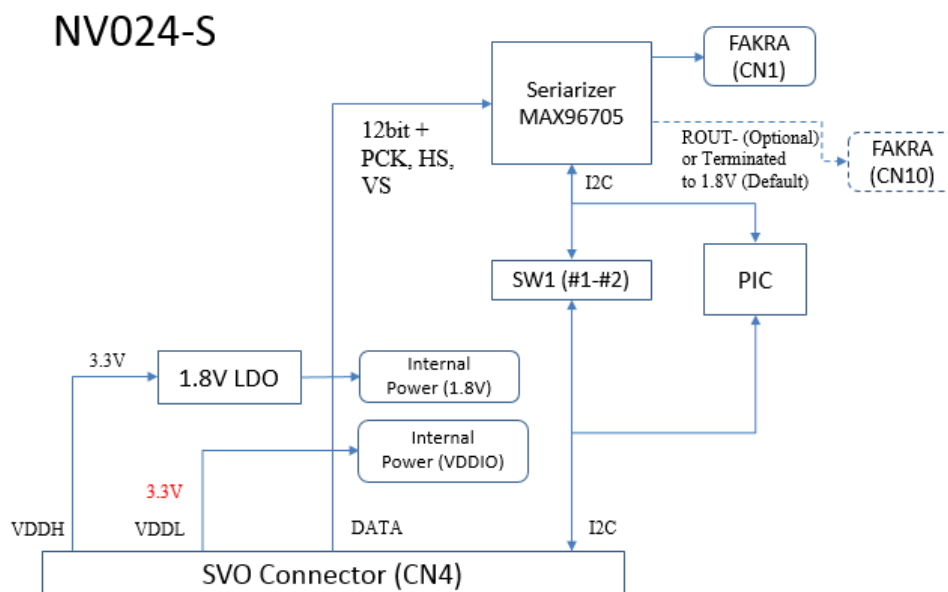 NV024-S
Seriarizer
MAX96705
FAKRA
(CN1)
12bit +
PCK, HS,
VS
ROUT- (Optional)
or Terminated
to 1.8V (Default)
FAKRA
(CN10)
I2C
SW1 (#1-#2)
PIC
3.3V
1.8V LDO
Internal
Power (1.8V)
Internal
Power (VDDIO)
3.3V
VDDH
VDDL
DATA
I2C
SVO Connector (CN4)